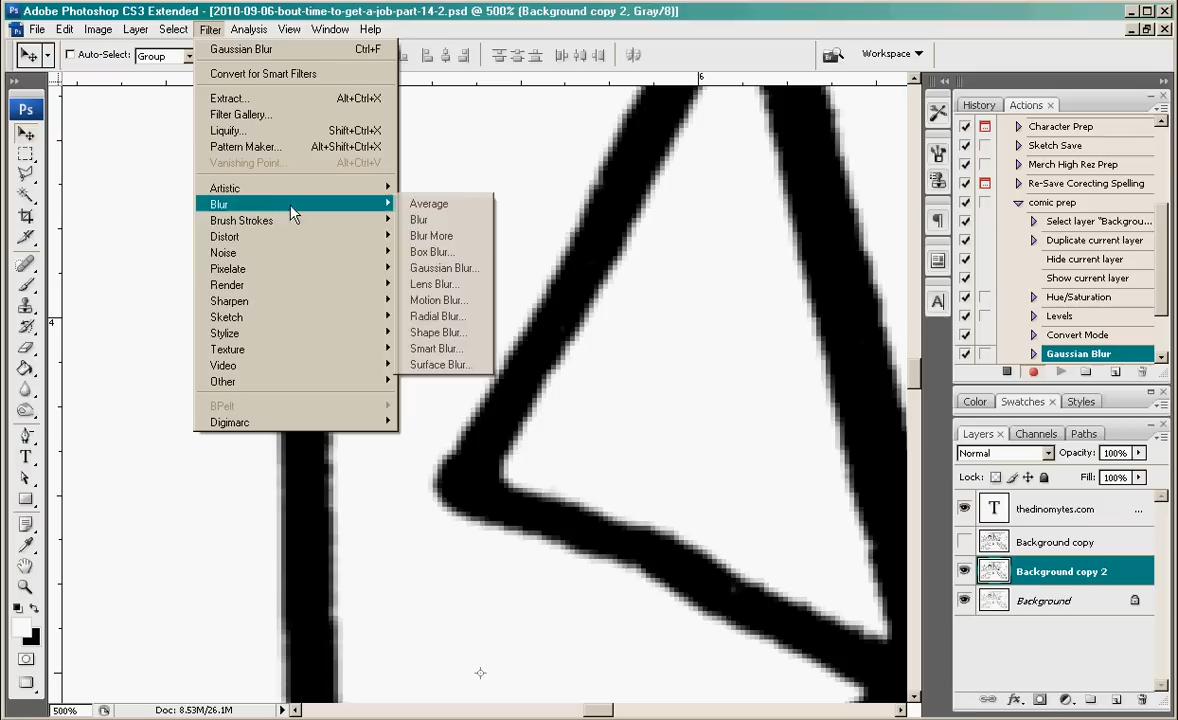 Adobe Photoshop CS3 Extended - [2010-09-06-bout-time-to-get-a-job-part-14-2.psd @ 500% (Background copy 2, Gray/8)]
File Edit Image Layer Select Filter Analysis View Window Help
Auto-Select: Group
Workspace
Gaussian Blur Ctrl+F
Convert for Smart Filters
Extract... Alt+Ctrl+X
Filter Gallery...
Liquify... Shift+Ctrl+X
Pattern Maker... Alt+Shift+Ctrl+X
Vanishing Point... Alt+Ctrl+V
Artistic
Blur
Brush Strokes
Distort
Noise
Pixelate
Render
Sharpen
Sketch
Stylize
Texture
Video
Other
BPelt
Digimarc
Average
Blur
Blur More
Box Blur...
Gaussian Blur...
Lens Blur...
Motion Blur...
Radial Blur...
Shape Blur...
Smart Blur...
Surface Blur...
6
4
Ps
T
A
History Actions
Character Prep
Sketch Save
Merch High Rez Prep
Re-Save Corecting Spelling
comic prep
Select layer "Backgrou...
Duplicate current layer
Hide current layer
Show current layer
Hue/Saturation
Levels
Convert Mode
Gaussian Blur
Color Swatches Styles
Layers Channels Paths
Normal Opacity: 100%
Lock: Fill: 100%
T thedinomytes.com ...
Background copy
Background copy 2
Background
fx
500% Doc: 8.53M/26.1M